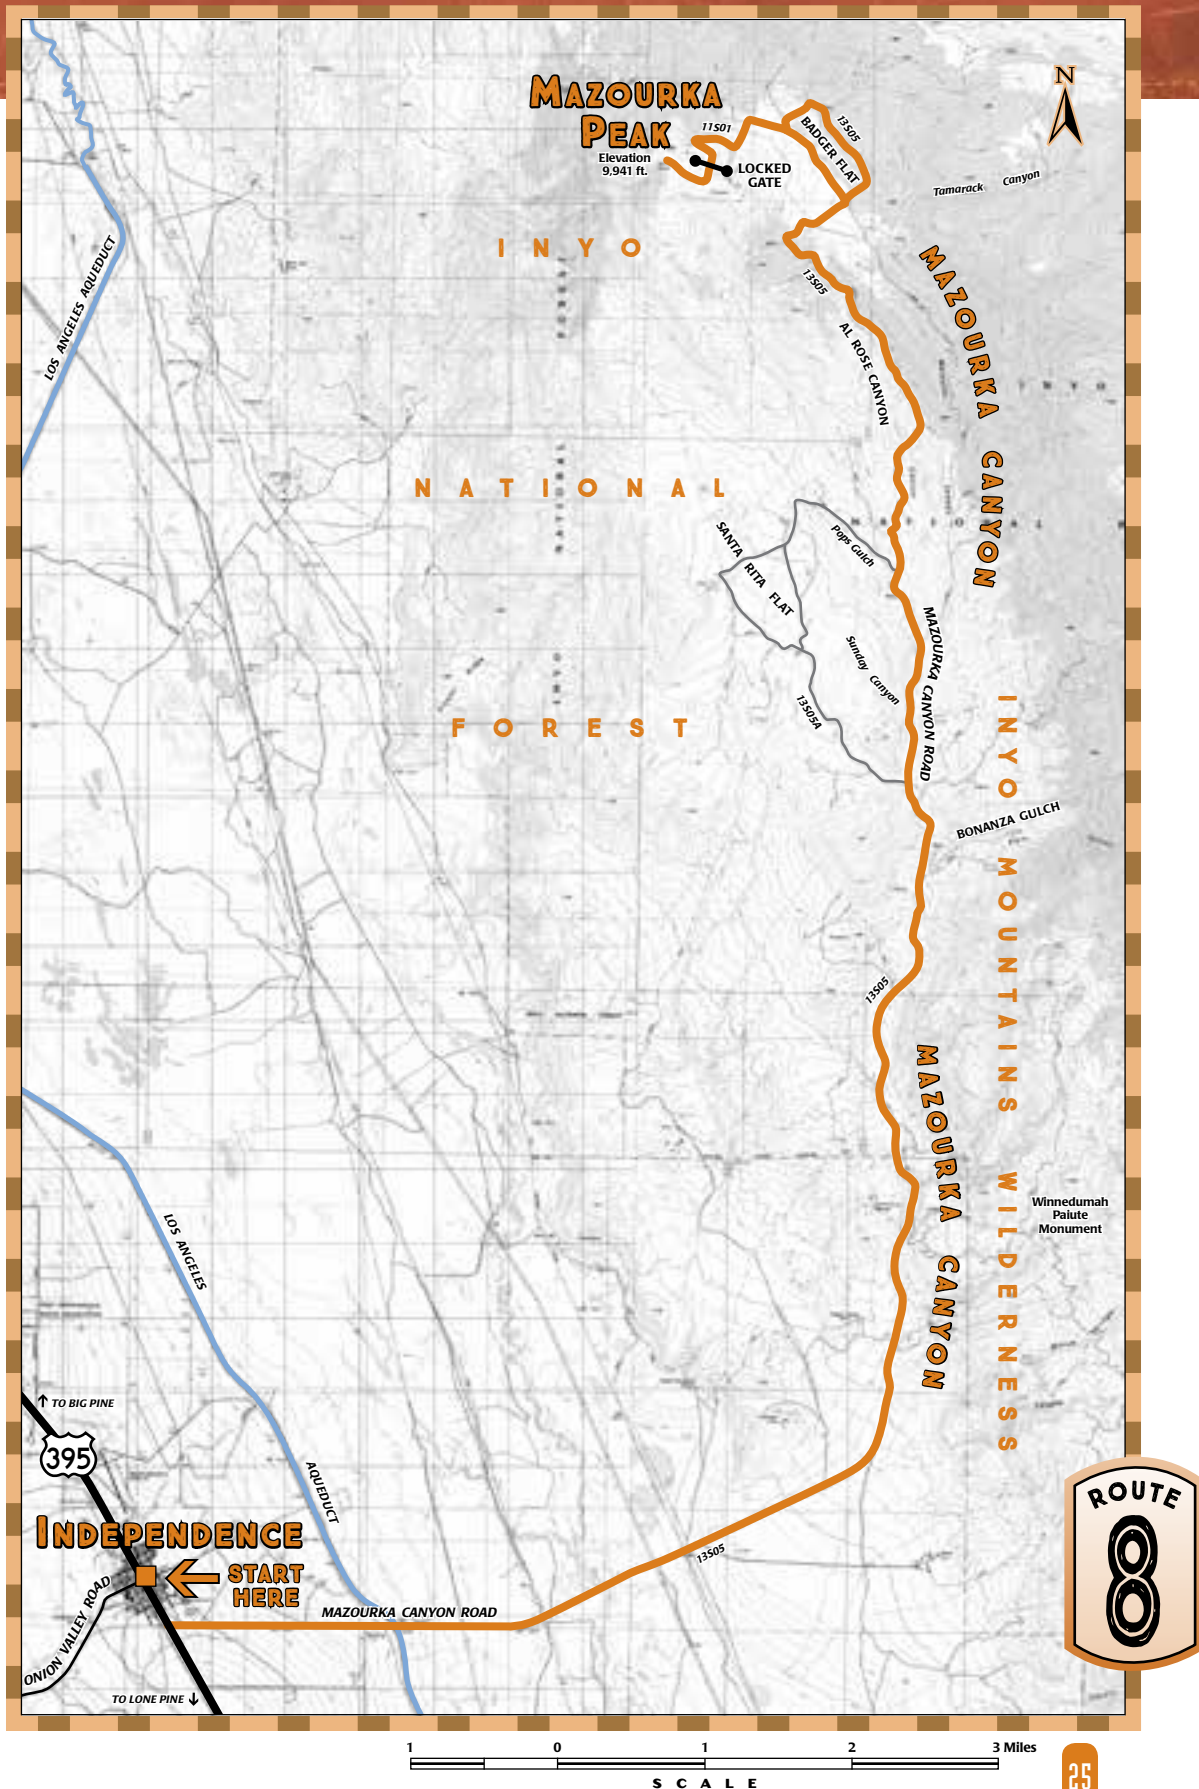 MAZOURKA
PEAK
Elevation
9,941 ft.
11S01
LOCKED
GATE
BADGER FLAT
13S05
N
Tamarack Canyon
LOS ANGELES AQUEDUCT
INYO
13S05
MAZOURKA CANYON
AL ROSE CANYON
INYO
NATIONAL
NATIONAL
SANTA RITA FLAT
Pops Gulch
MAZOURKA CANYON ROAD
Sunday Canyon
13S05A
FOREST
INYO MOUNTAINS WILDERNESS
BONANZA GULCH
13S05
MAZOURKA CANYON
Winnedumah
Paiute
Monument
LOS ANGELES
AQUEDUCT
↑ TO BIG PINE
395
INDEPENDENCE
START
HERE
ONION VALLEY ROAD
MAZOURKA CANYON ROAD
13S05
TO LONE PINE ↓
ROUTE
8
1 0 1 2 3 Miles
SCALE
25